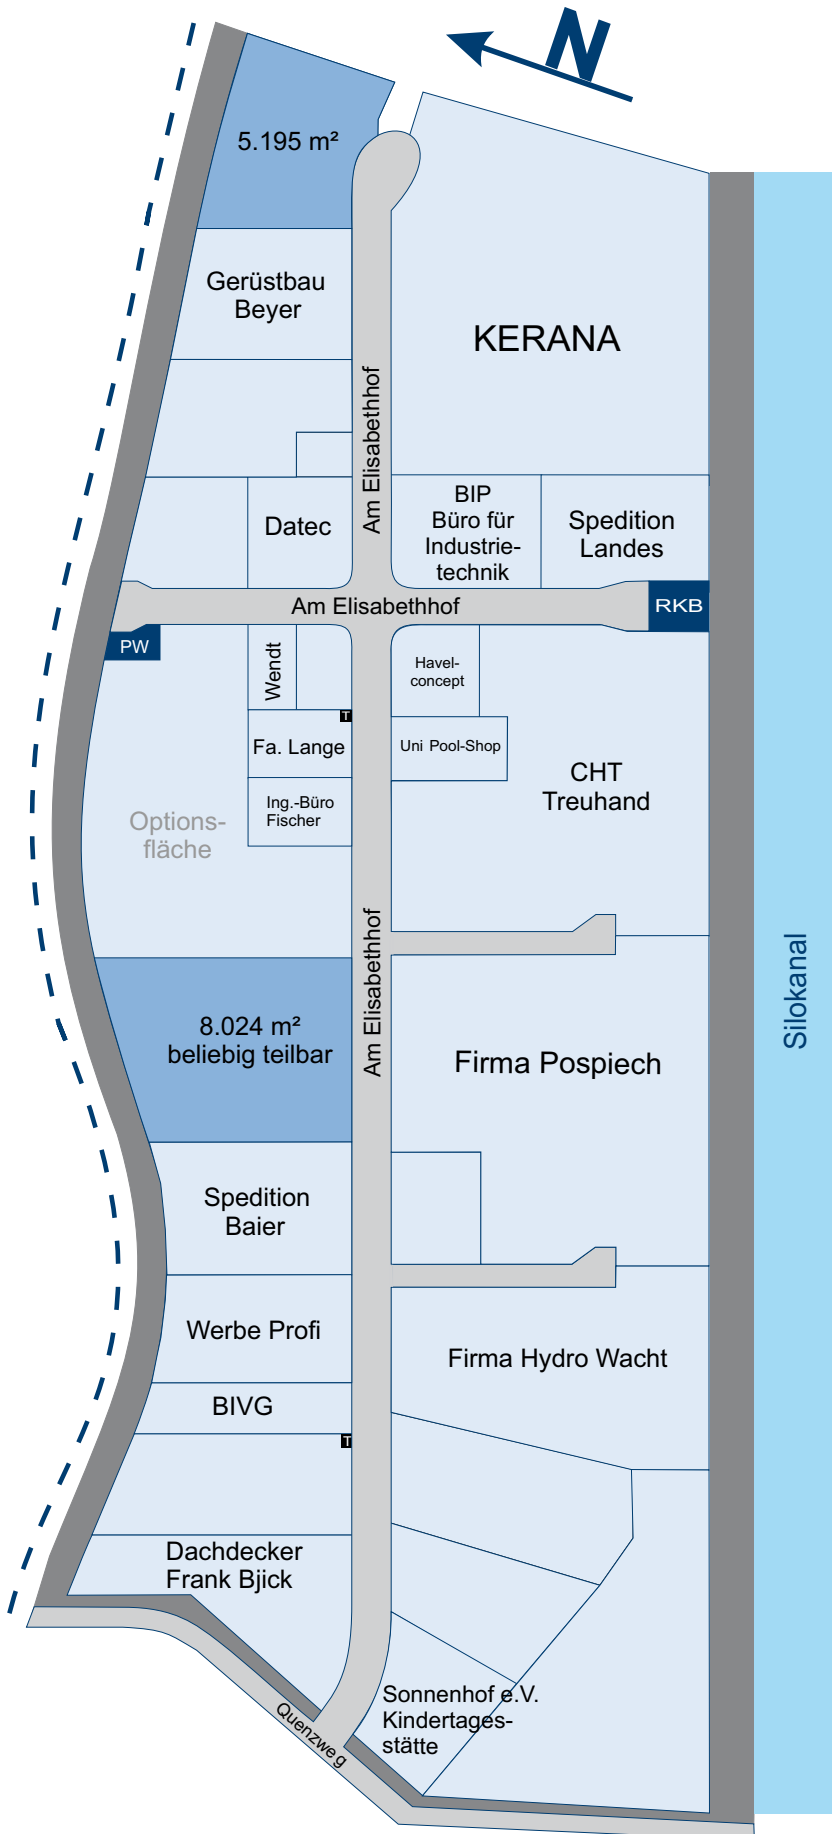 N
5.195 m²
Gerüstbau
Beyer
KERANA
Am Elisabethhof
Datec
BIP
Büro für
Industrie-
technik
Spedition
Landes
Am Elisabethhof
RKB
PW
Wendt
Havel-
concept
T
Fa. Lange
Uni Pool-Shop
CHT
Treuhand
Ing.-Büro
Fischer
Options-
fläche
Am Elisabethhof
Silokanal
8.024 m²
beliebig teilbar
Firma Pospiech
Spedition
Baier
Werbe Profi
Firma Hydro Wacht
BIVG
T
Dachdecker
Frank Bjick
Sonnenhof e.V.
Kindertages-
stätte
Quenzweg